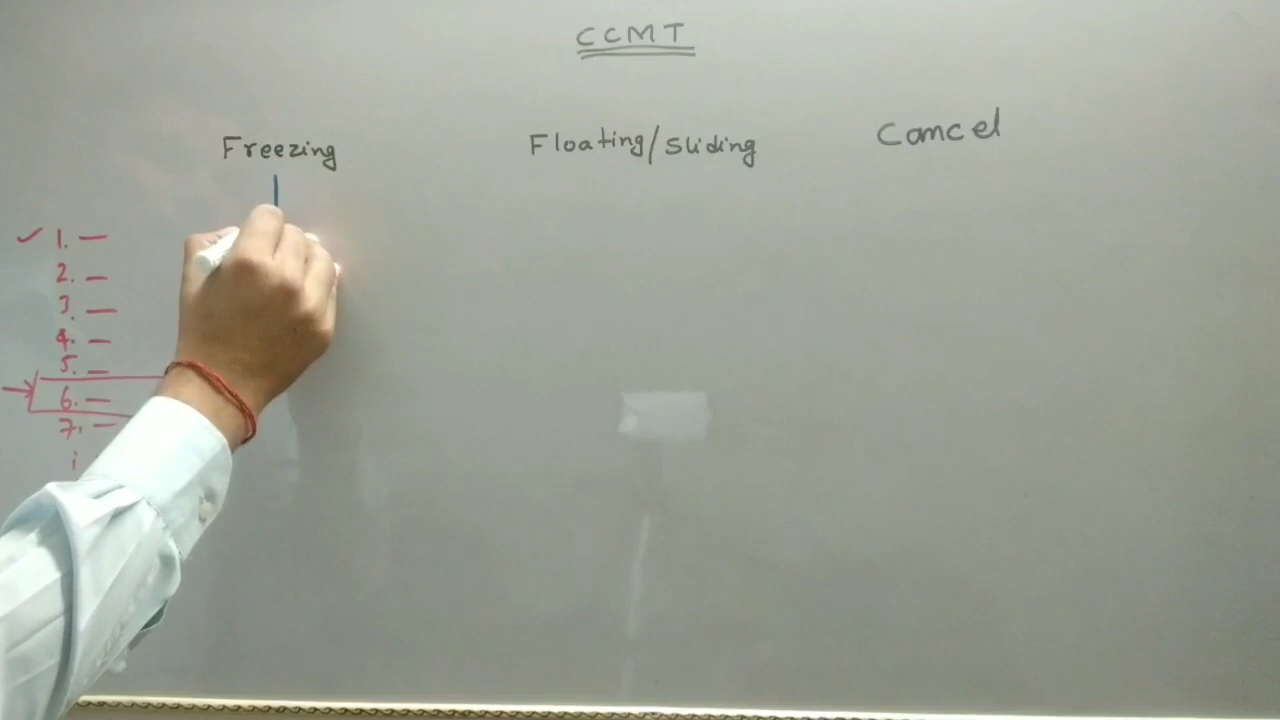 CCMT
Freezing Floating/Sliding Cancel
✓ 1. —
2. —
3. —
4. —
5. —
→ 6. —
7. —